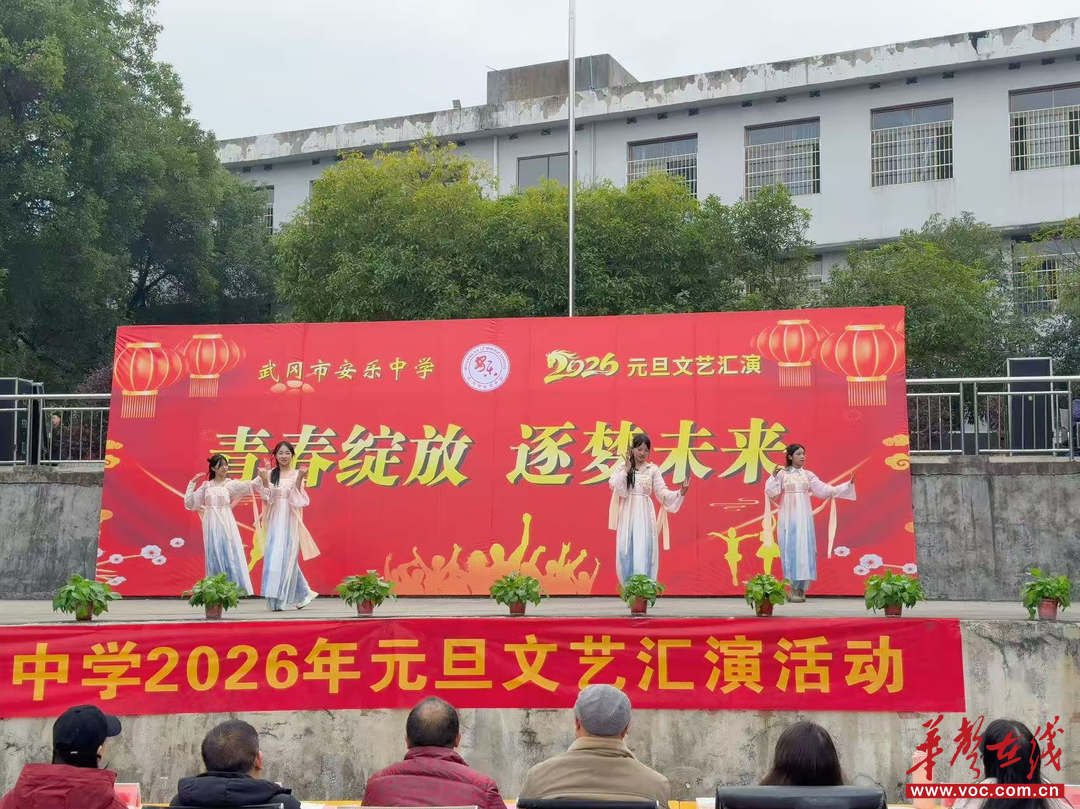 武冈市安乐中学 安乐 2026 元旦文艺汇演
青春绽放 逐梦未来
中学2026年元旦文艺汇演活动
华声在线
www.voc.com.cn